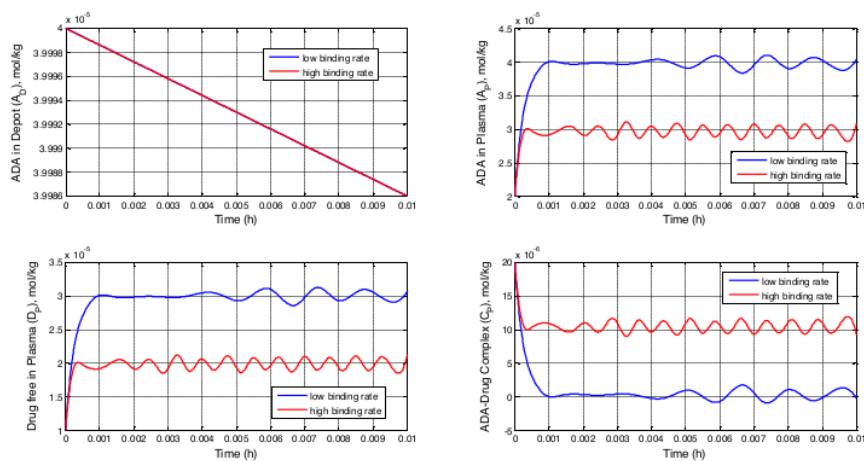 x 10⁻⁵
4
3.9998
3.9996
3.9994
3.9992
3.999
3.9988
3.9986
ADA in Depot (A_D), mol/kg
low binding rate
high binding rate
0 0.001 0.002 0.003 0.004 0.005 0.006 0.007 0.008 0.009 0.01
Time (h)
x 10⁻⁵
4.5
4
3.5
3
2.5
2
ADA in Plasma (A_p), mol/kg
low binding rate
high binding rate
0 0.001 0.002 0.003 0.004 0.005 0.006 0.007 0.008 0.009 0.01
Time (h)
x 10⁻⁵
3.5
3
2.5
2
1.5
1
Drug free in Plasma (D_p), mol/kg
low binding rate
high binding rate
0 0.001 0.002 0.003 0.004 0.005 0.006 0.007 0.008 0.009 0.01
Time (h)
x 10⁻⁶
20
15
10
5
0
-5
ADA-Drug Complex (C_p), mol/kg
low binding rate
high binding rate
0 0.001 0.002 0.003 0.004 0.005 0.006 0.007 0.008 0.009 0.01
Time (h)